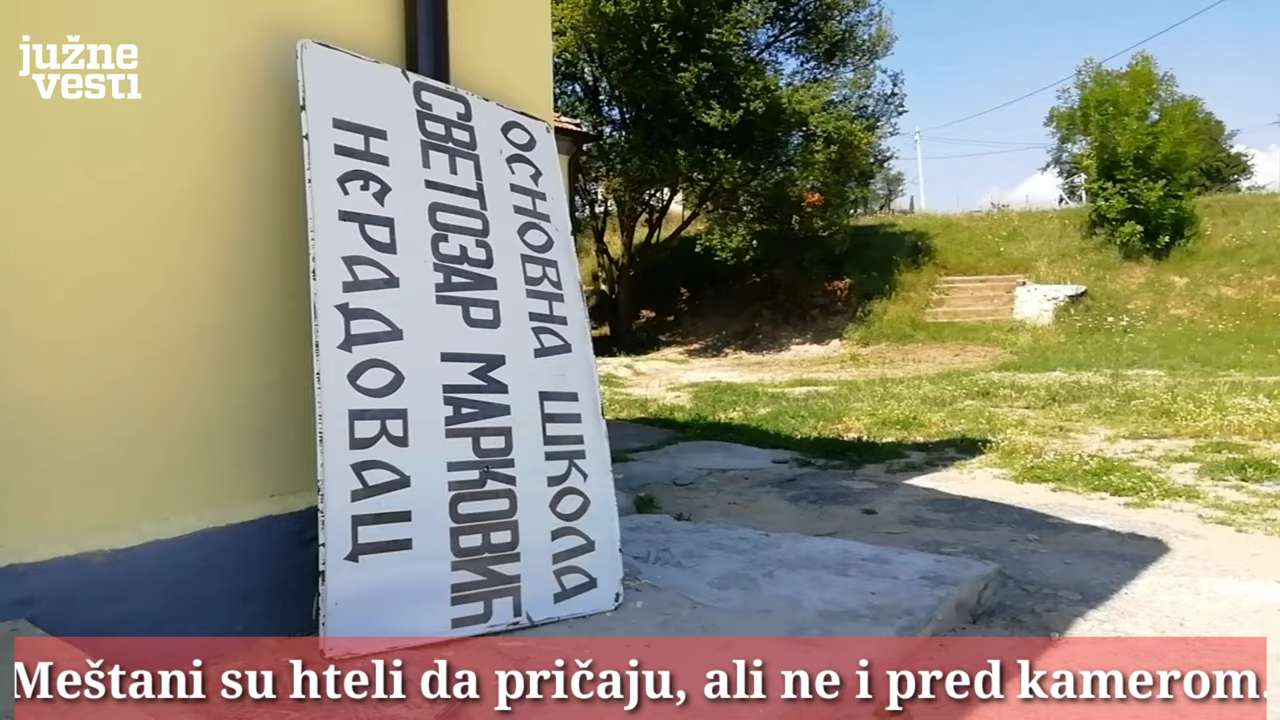 južne
vesti
ОСНОВНА ШКОЛА
СВЕТОЗАР МАРКОВИЋ
НЕРАДОВАЦ
Meštani su hteli da pričaju, ali ne i pred kamerom.